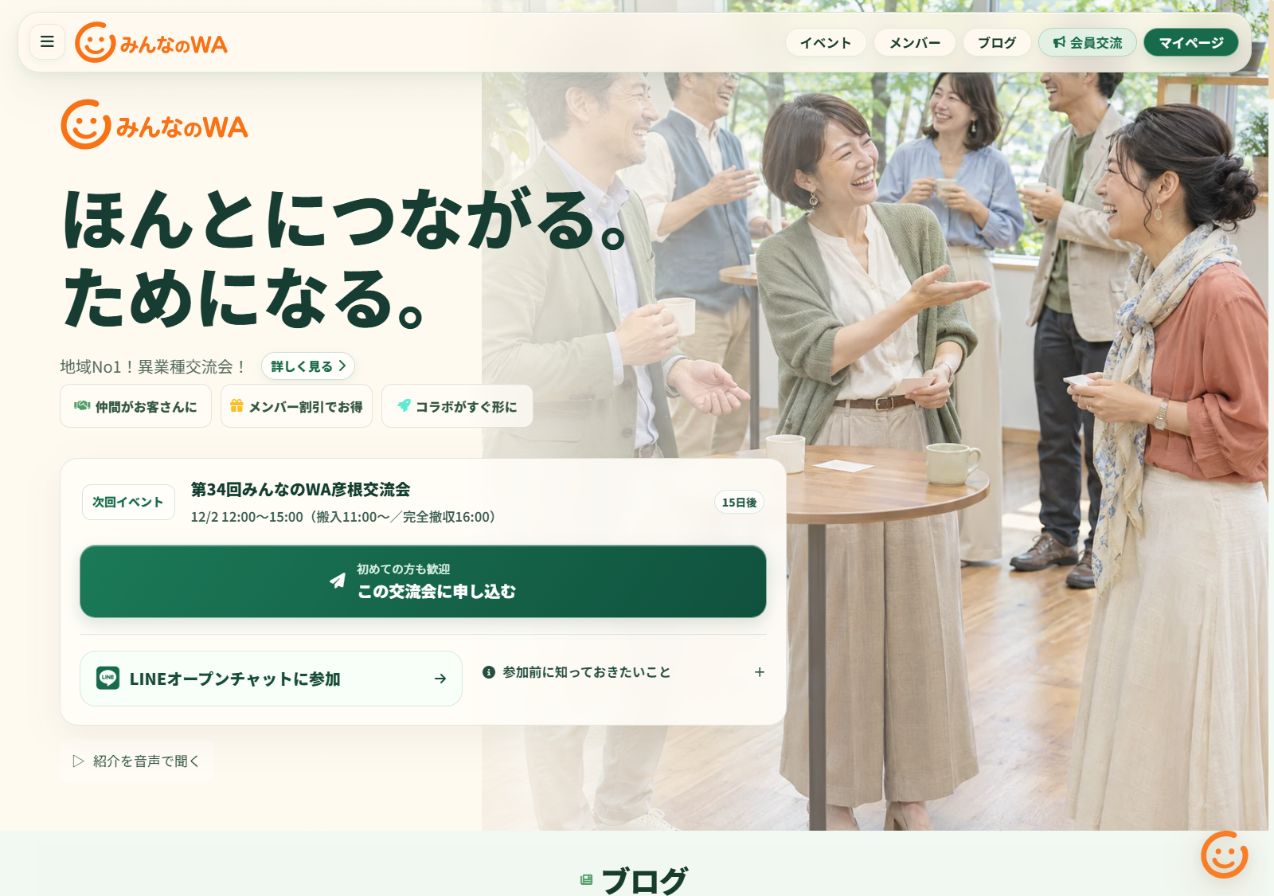 みんなのWA
イベント
メンバー
ブログ
会員交流
マイページ
みんなのWA
ほんとにつながる。
ためになる。
地域No1！異業種交流会！
詳しく見る
仲間がお客さんに
メンバー割引でお得
コラボがすぐ形に
次回イベント
第34回みんなのWA彦根交流会
12/2 12:00〜15:00（搬入11:00〜／完全撤収16:00）
15日後
初めての方も歓迎
この交流会に申し込む
LINE
LINEオープンチャットに参加
参加前に知っておきたいこと
紹介を音声で聞く
ブログ